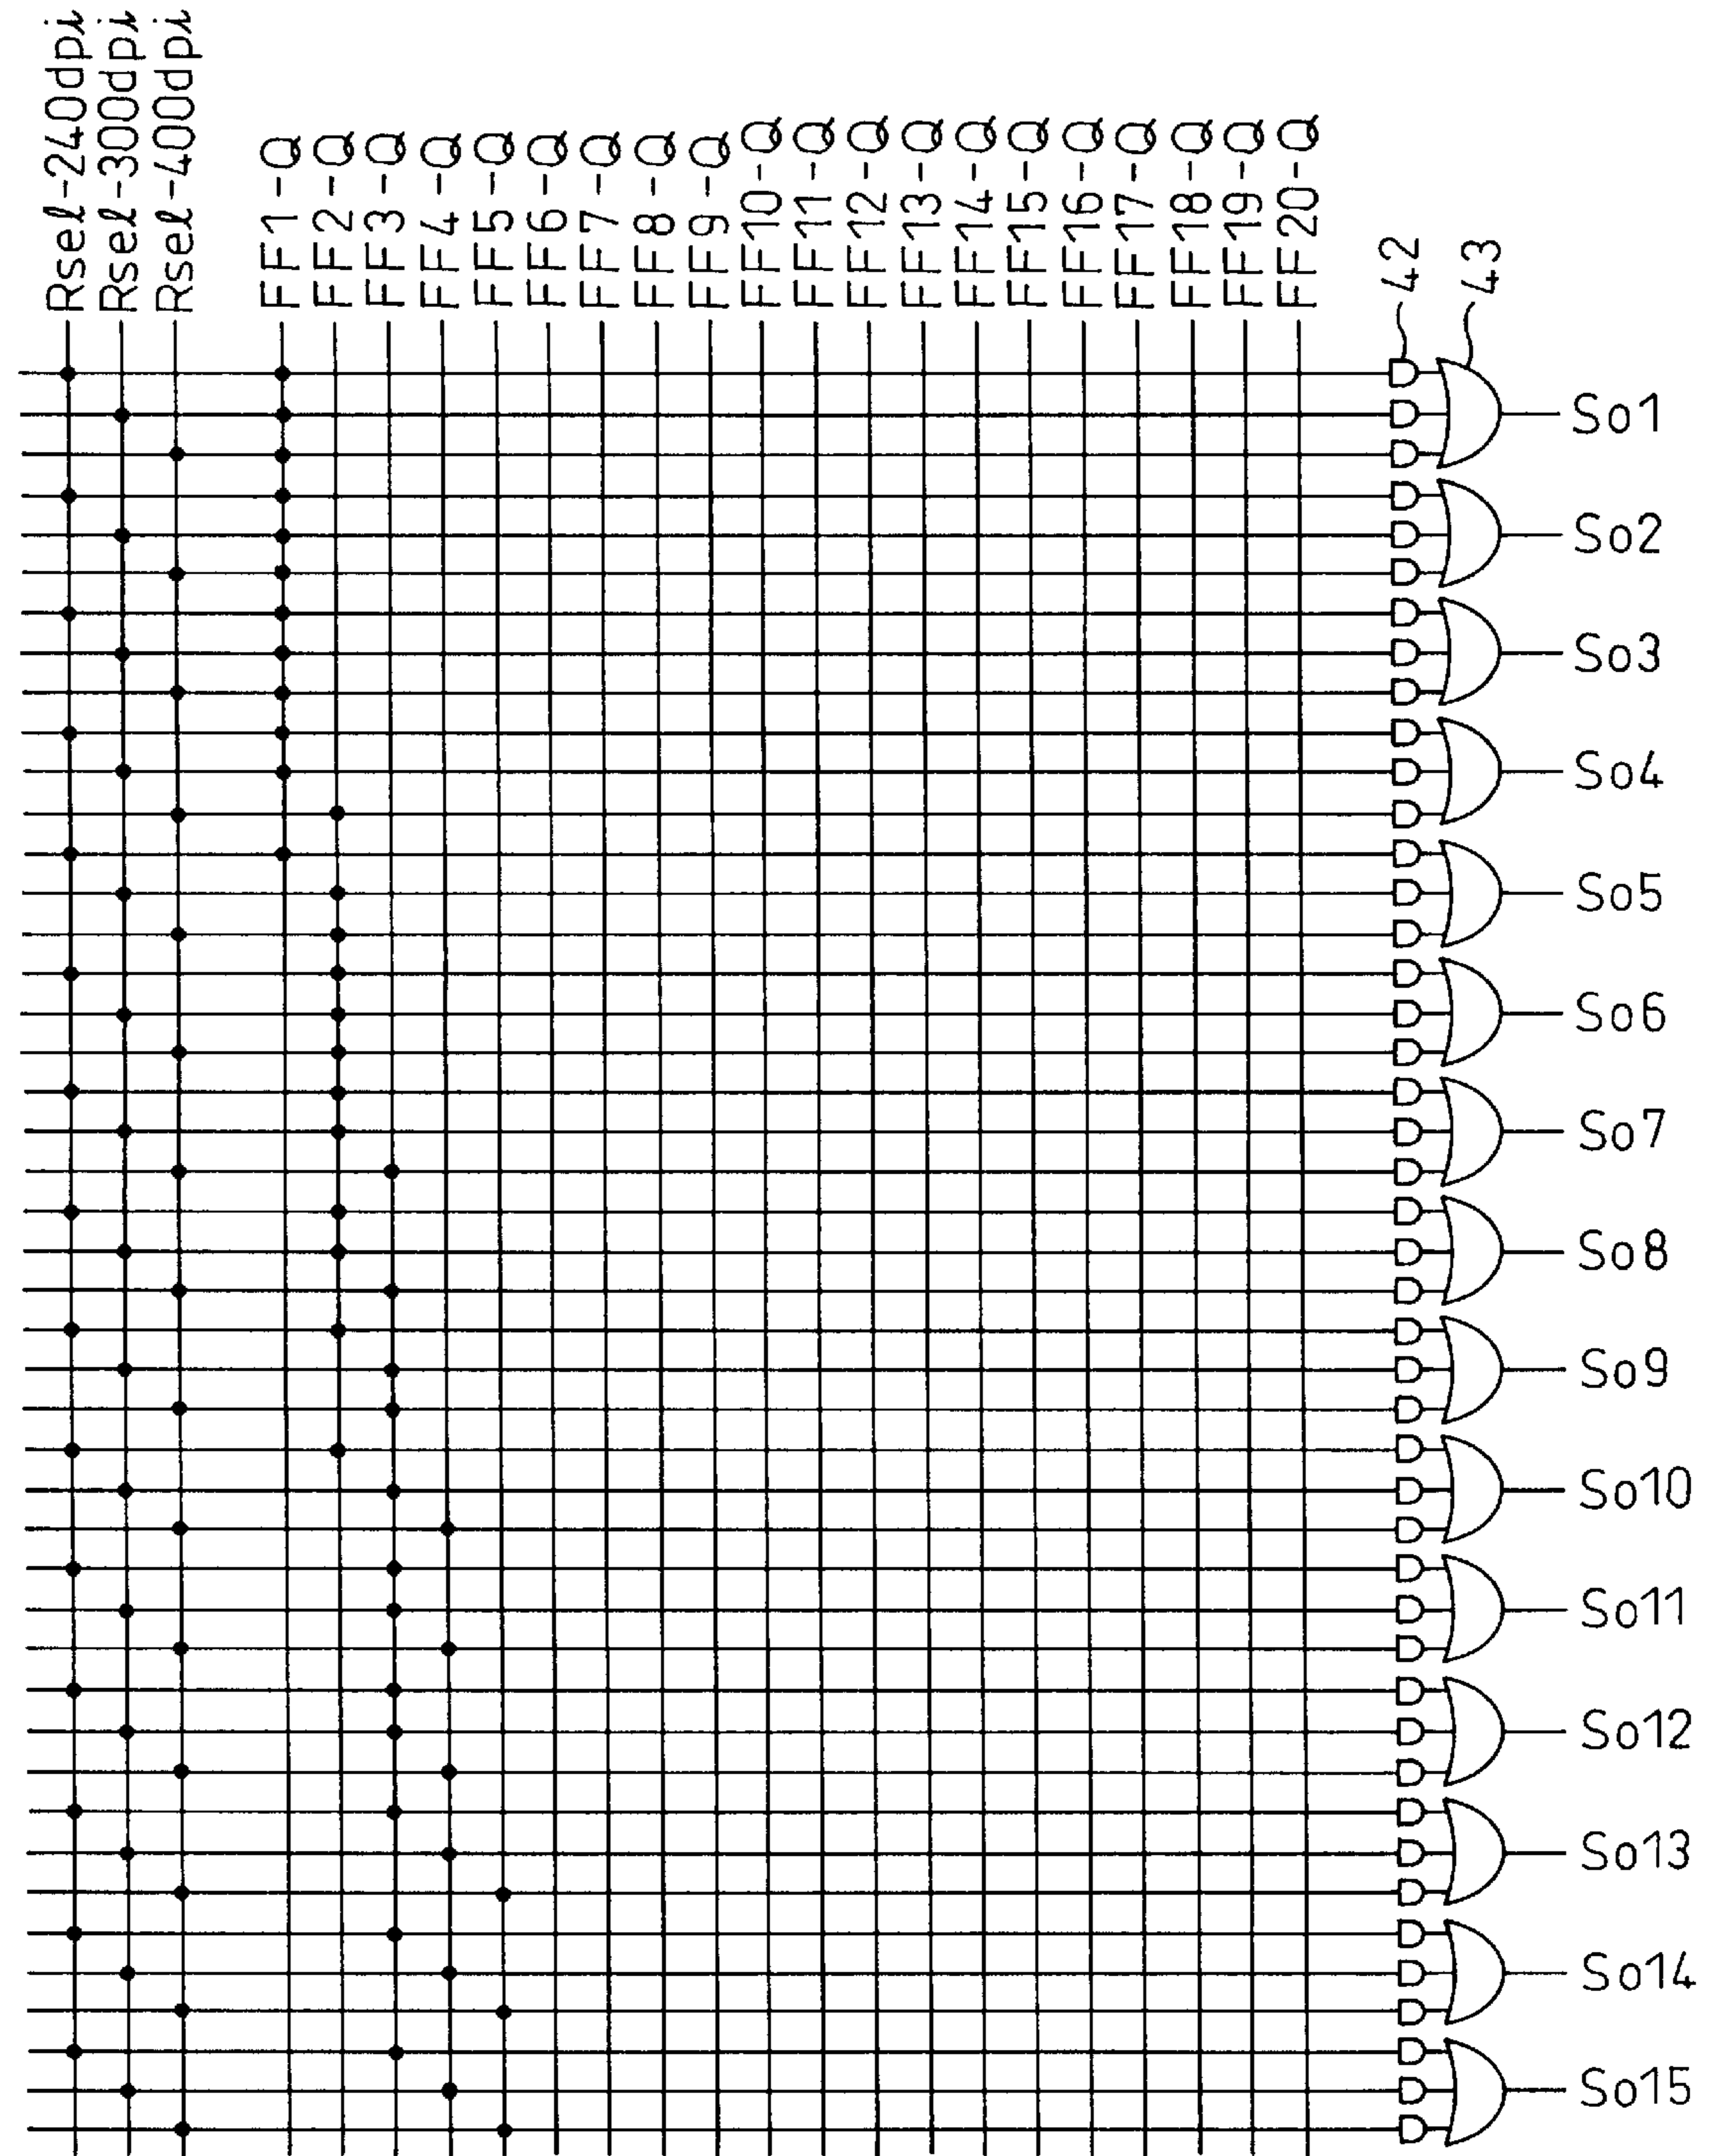 Rsel-240dpi
Rsel-300dpi
Rsel-400dpi
FF1-Q
FF2-Q
FF3-Q
FF4-Q
FF5-Q
FF6-Q
FF7-Q
FF8-Q
FF9-Q
FF10-Q
FF11-Q
FF12-Q
FF13-Q
FF14-Q
FF15-Q
FF16-Q
FF17-Q
FF18-Q
FF19-Q
FF20-Q
42
43
So1
So2
So3
So4
So5
So6
So7
So8
So9
So10
So11
So12
So13
So14
So15